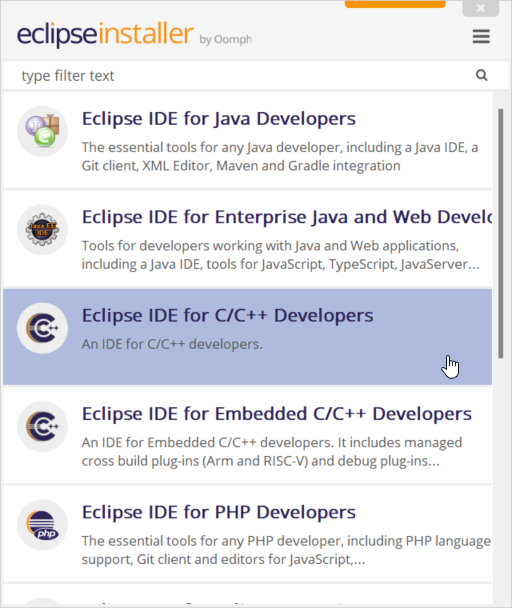 eclipseinstaller by Oomph
type filter text
Eclipse IDE for Java Developers
The essential tools for any Java developer, including a Java IDE, a
Git client, XML Editor, Maven and Gradle integration
Eclipse IDE for Enterprise Java and Web Develo
Java EE
IDE
Tools for developers working with Java and Web applications,
including a Java IDE, tools for JavaScript, TypeScript, JavaServer...
Eclipse IDE for C/C++ Developers
C++
An IDE for C/C++ developers.
Eclipse IDE for Embedded C/C++ Developers
C++
An IDE for Embedded C/C++ developers. It includes managed
cross build plug-ins (Arm and RISC-V) and debug plug-ins...
Eclipse IDE for PHP Developers
php
The essential tools for any PHP developer, including PHP language
support, Git client and editors for JavaScript,...